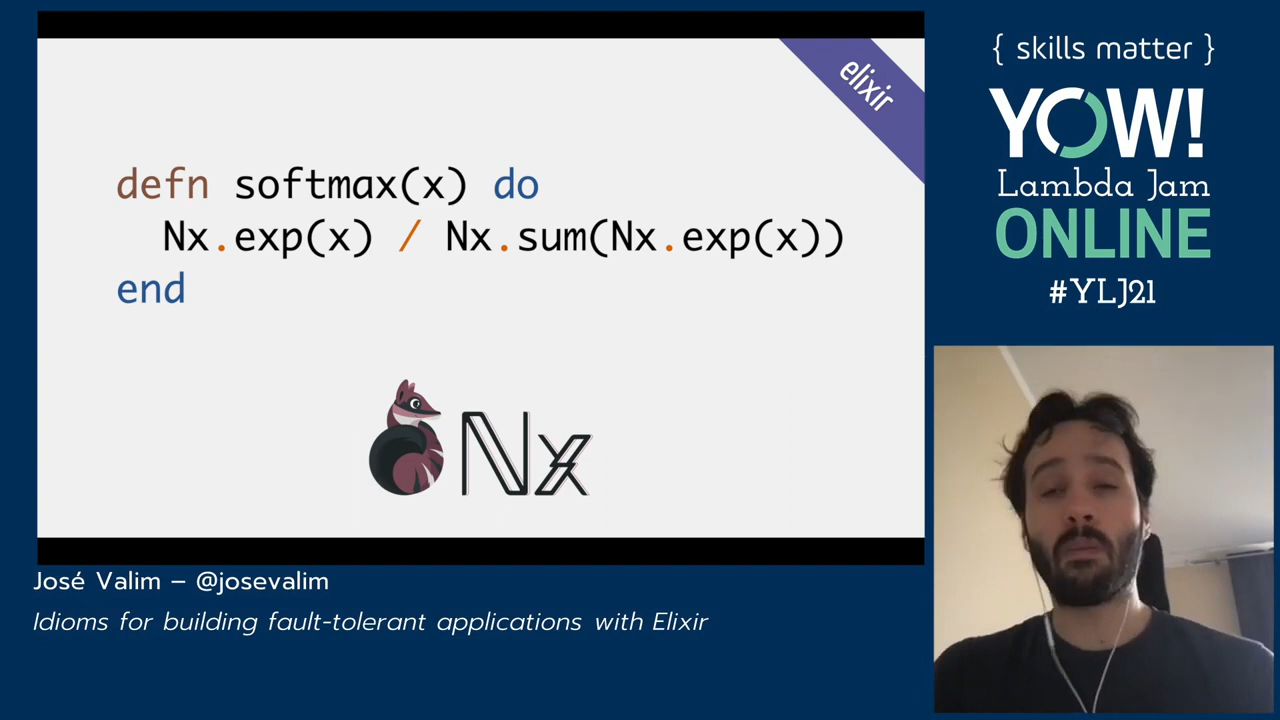 elixir
defn softmax(x) do
Nx.exp(x) / Nx.sum(Nx.exp(x))
end
Nx
{ skills matter }
YOW!
Lambda Jam
ONLINE
#YLJ21
José Valim – @josevalim
Idioms for building fault-tolerant applications with Elixir